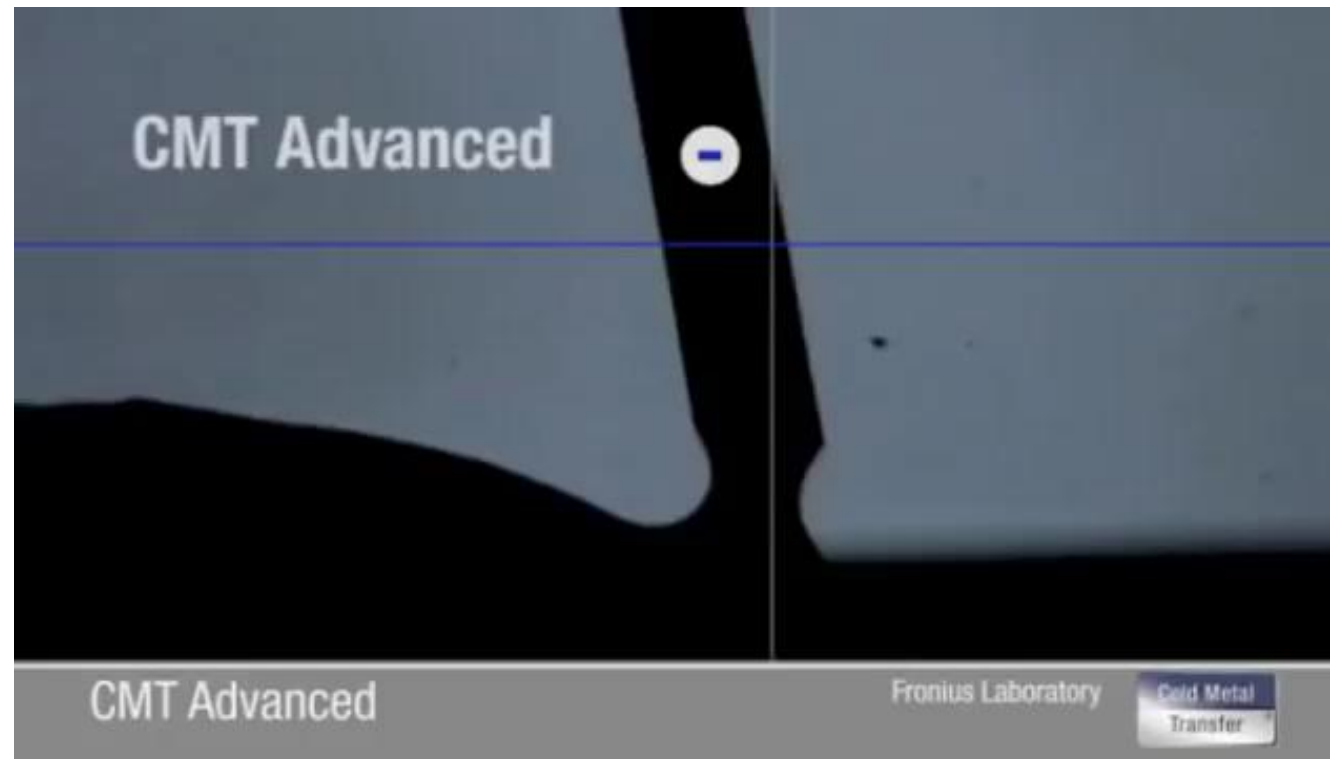 CMT Advanced
-
CMT Advanced
Fronius Laboratory
Cold Metal
Transfer